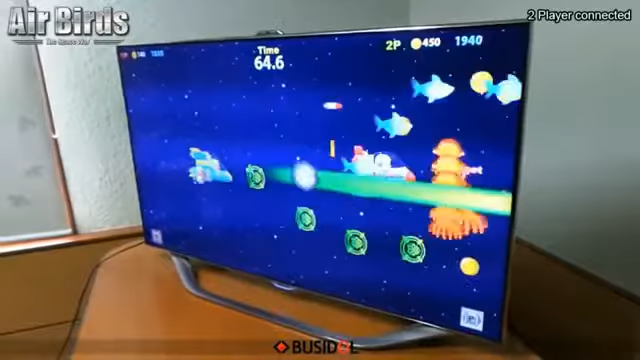 Air Birds
The Space War
2 Player connected
Time
64.6
2P
450
1940
BUSIDOL